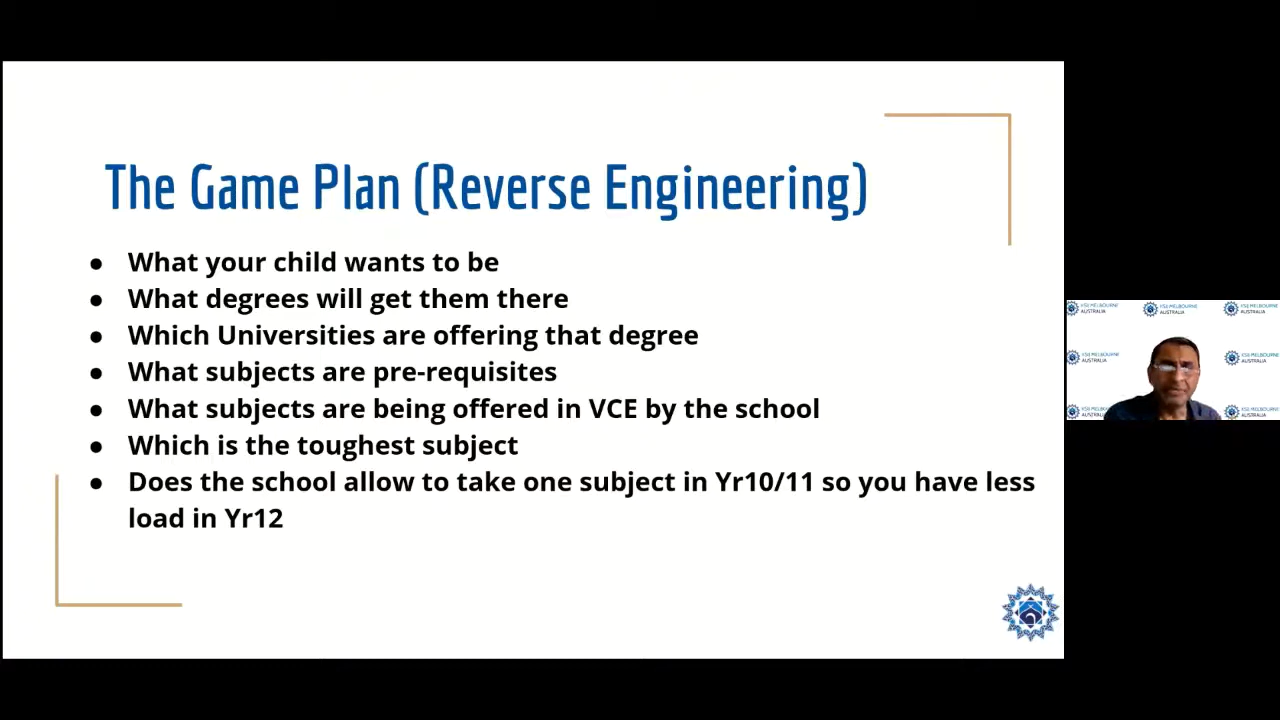 The Game Plan (Reverse Engineering)
● What your child wants to be
● What degrees will get them there
● Which Universities are offering that degree
● What subjects are pre-requisites
● What subjects are being offered in VCE by the school
● Which is the toughest subject
● Does the school allow to take one subject in Yr10/11 so you have less
load in Yr12
KSIJ MELBOURNE
AUSTRALIA